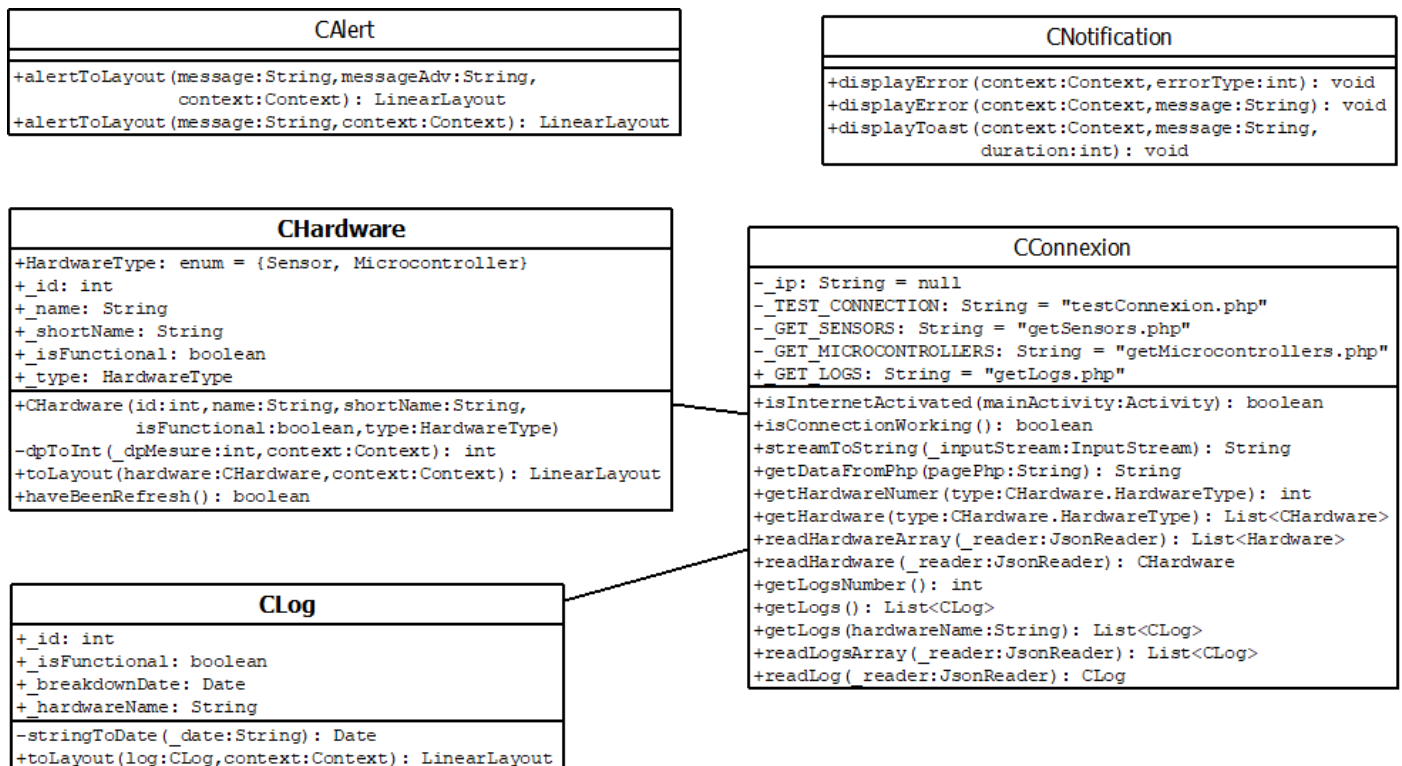 CAlert
+alertToLayout(message:String,messageAdv:String,
context:Context): LinearLayout
+alertToLayout(message:String,context:Context): LinearLayout
CNotification
+displayError(context:Context,errorType:int): void
+displayError(context:Context,message:String): void
+displayToast(context:Context,message:String,
duration:int): void
CHardware
+HardwareType: enum = {Sensor, Microcontroller}
+_id: int
+_name: String
+_shortName: String
+_isFunctional: boolean
+_type: HardwareType
+CHardware(id:int,name:String,shortName:String,
isFunctional:boolean,type:HardwareType)
-dpToInt(_dpMesure:int,context:Context): int
+toLayout(hardware:CHardware,context:Context): LinearLayout
+haveBeenRefresh(): boolean
CConnexion
-_ip: String = null
-_TEST_CONNECTION: String = "testConnexion.php"
-_GET_SENSORS: String = "getSensors.php"
-_GET_MICROCONTROLLERS: String = "getMicrocontrollers.php"
+_GET_LOGS: String = "getLogs.php"
+isInternetActivated(mainActivity:Activity): boolean
+isConnectionWorking(): boolean
+streamToString(_inputStream:InputStream): String
+getDataFromPhp(pagePhp:String): String
+getHardwareNumer(type:CHardware.HardwareType): int
+getHardware(type:CHardware.HardwareType): List<CHardware>
+readHardwareArray(_reader:JsonReader): List<Hardware>
+readHardware(_reader:JsonReader): CHardware
+getLogsNumber(): int
+getLogs(): List<CLog>
+getLogs(hardwareName:String): List<CLog>
+readLogsArray(_reader:JsonReader): List<CLog>
+readLog(_reader:JsonReader): CLog
CLog
+_id: int
+_isFunctional: boolean
+_breakdownDate: Date
+_hardwareName: String
-stringToDate(_date:String): Date
+toLayout(log:CLog,context:Context): LinearLayout